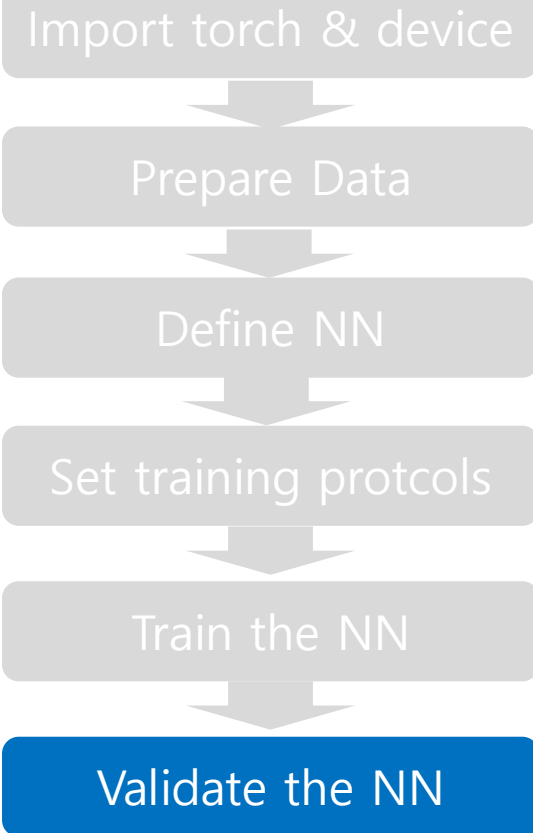 Import torch & device
Prepare Data
Define NN
Set training protcols
Train the NN
Validate the NN